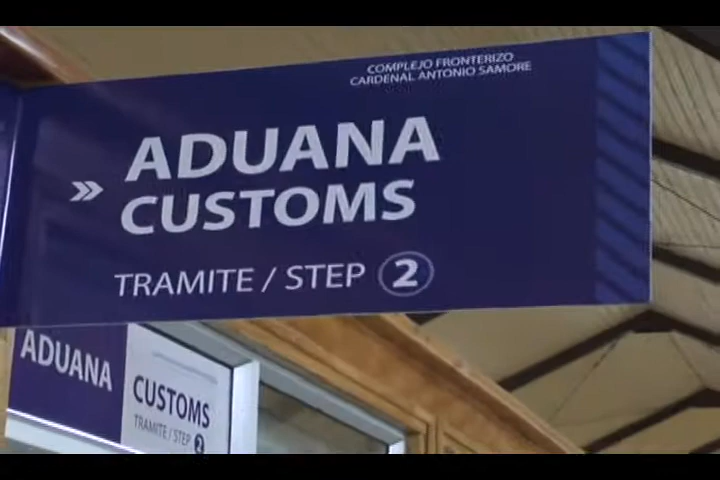 COMPLEJO FRONTERIZO
CARDENAL ANTONIO SAMORE
» ADUANA
CUSTOMS
TRAMITE / STEP 2
ADUANA
CUSTOMS
TRAMITE / STEP 2